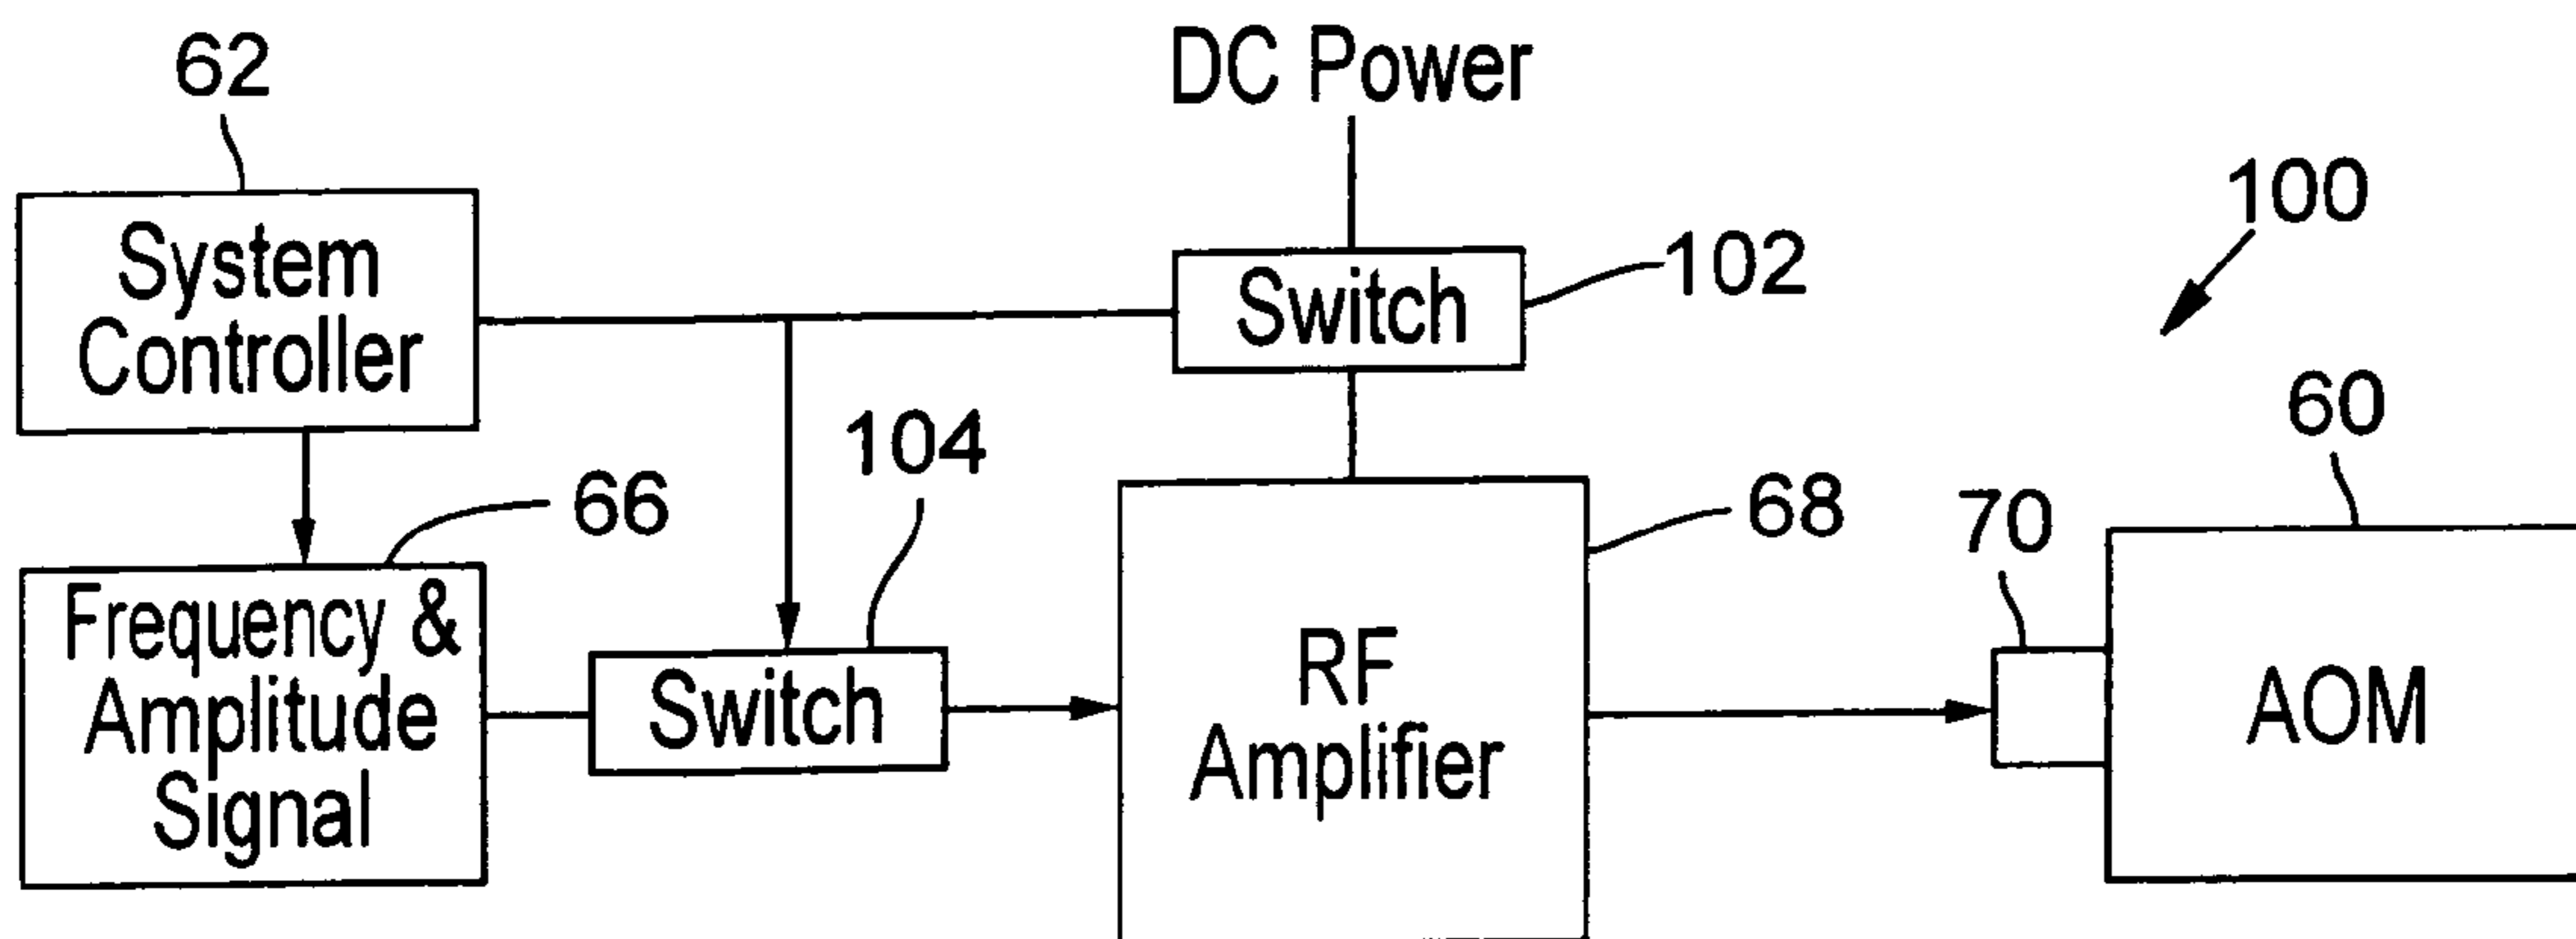 62
DC Power
100
System
Controller
Switch
102
104
60
66
68
70
Frequency &
Amplitude
Signal
Switch
RF
Amplifier
AOM